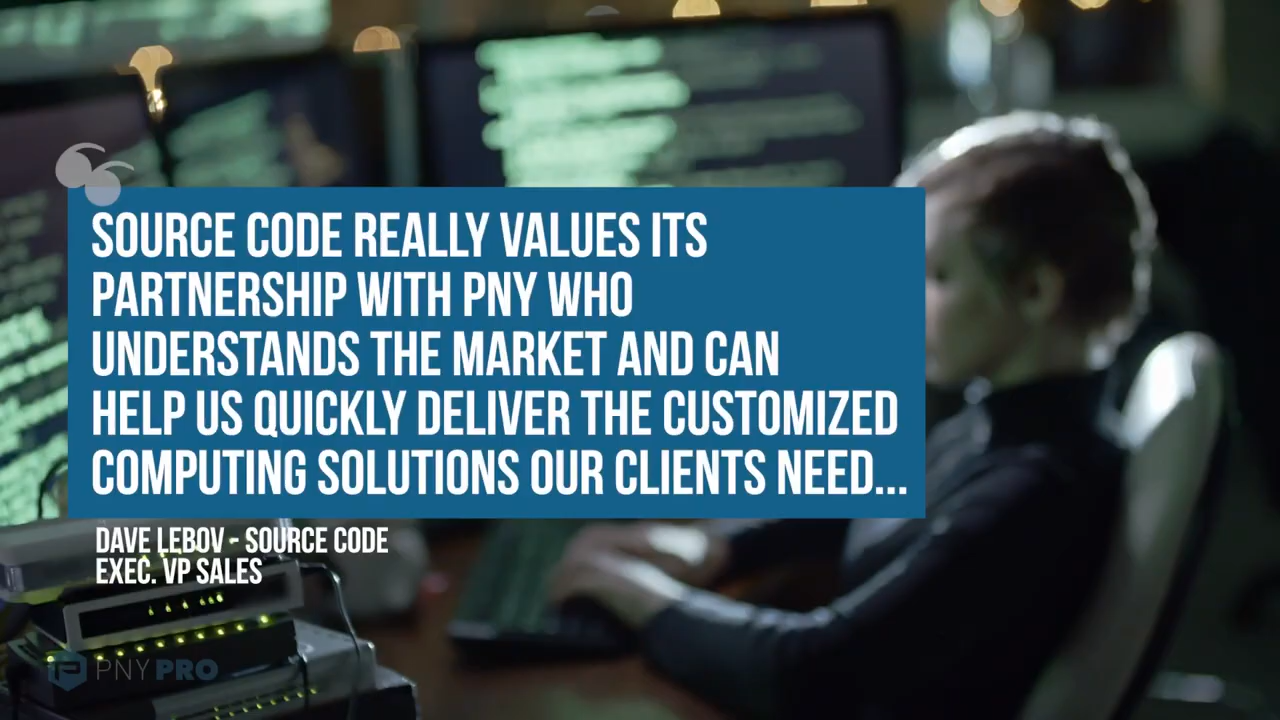 SOURCE CODE REALLY VALUES ITS
PARTNERSHIP WITH PNY WHO
UNDERSTANDS THE MARKET AND CAN
HELP US QUICKLY DELIVER THE CUSTOMIZED
COMPUTING SOLUTIONS OUR CLIENTS NEED...
DAVE LEBOV - SOURCE CODE
EXEC. VP SALES
PNY PRO